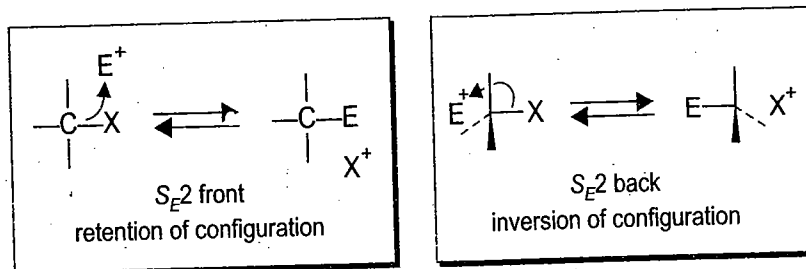 E⁺
—C—X ⇌ —C—E
X⁺
S_E2 front
retention of configuration
E⁺ X ⇌ E X⁺
S_E2 back
inversion of configuration